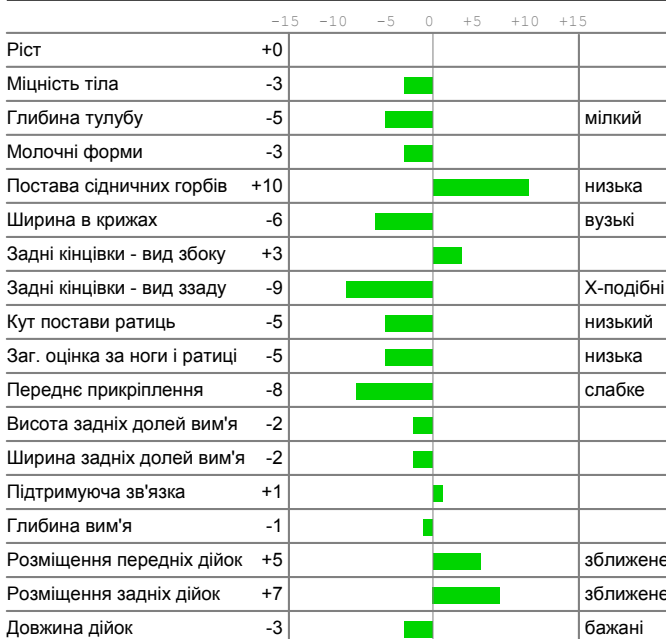 -15 -10 -5 0 +5 +10 +15
Ріст +0
Міцність тіла -3
Глибина тулубу -5 мілкий
Молочні форми -3
Постава сідничних горбів +10 низька
Ширина в крижах -6 вузькі
Задні кінцівки - вид збоку +3
Задні кінцівки - вид ззаду -9 Х-подібні
Кут постави ратиць -5 низький
Заг. оцінка за ноги і ратиці -5 низька
Переднє прикріплення -8 слабке
Висота задніх долей вим'я -2
Ширина задніх долей вим'я -2
Підтримуюча зв'язка +1
Глибина вим'я -1
Розміщення передніх дійок +5 зближене
Розміщення задніх дійок +7 зближене
Довжина дійок -3 бажані